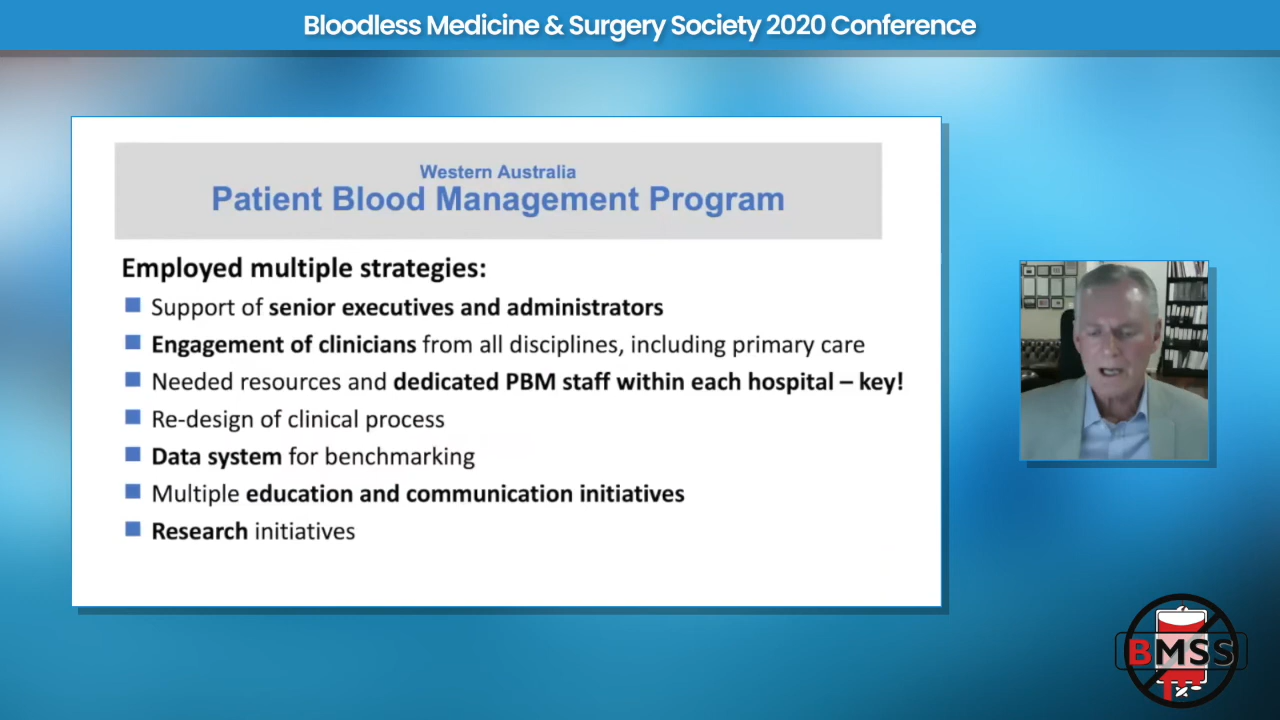 Bloodless Medicine & Surgery Society 2020 Conference
Western Australia
Patient Blood Management Program
Employed multiple strategies:
Support of senior executives and administrators
Engagement of clinicians from all disciplines, including primary care
Needed resources and dedicated PBM staff within each hospital – key!
Re-design of clinical process
Data system for benchmarking
Multiple education and communication initiatives
Research initiatives
BMSS